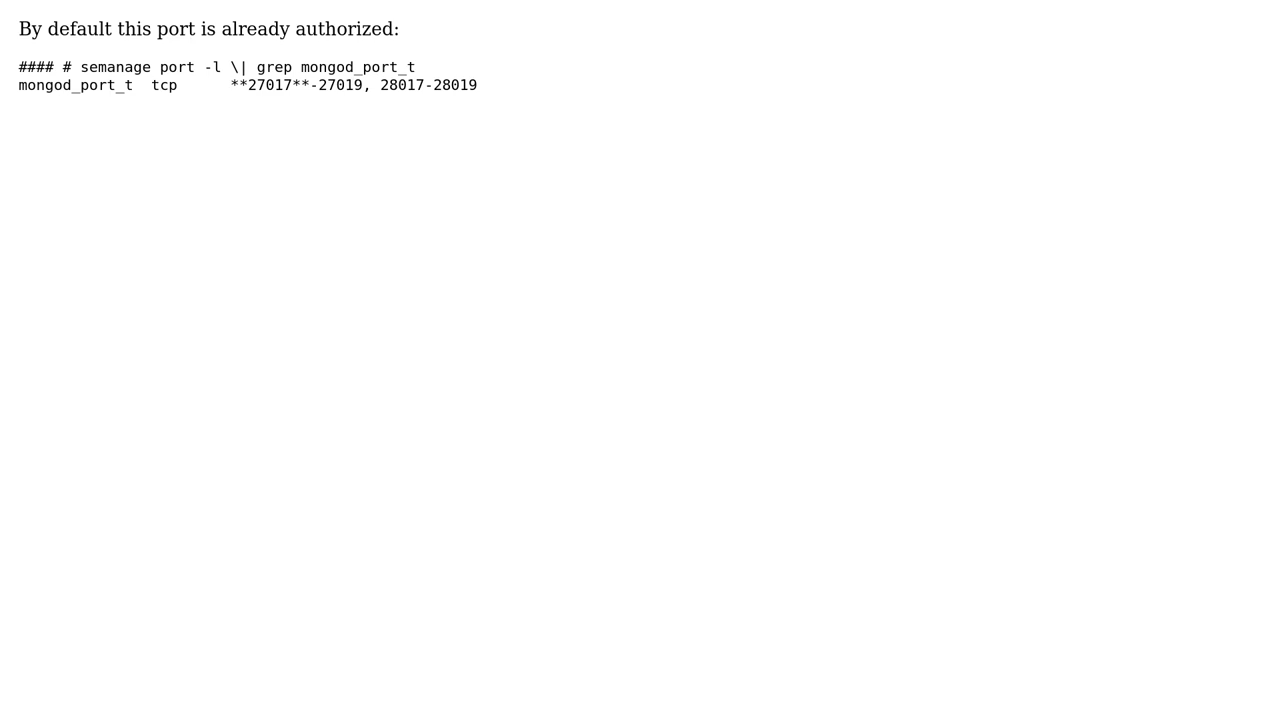 By default this port is already authorized:
#### # semanage port -l \| grep mongod_port_t
mongod_port_t  tcp      **27017**-27019, 28017-28019